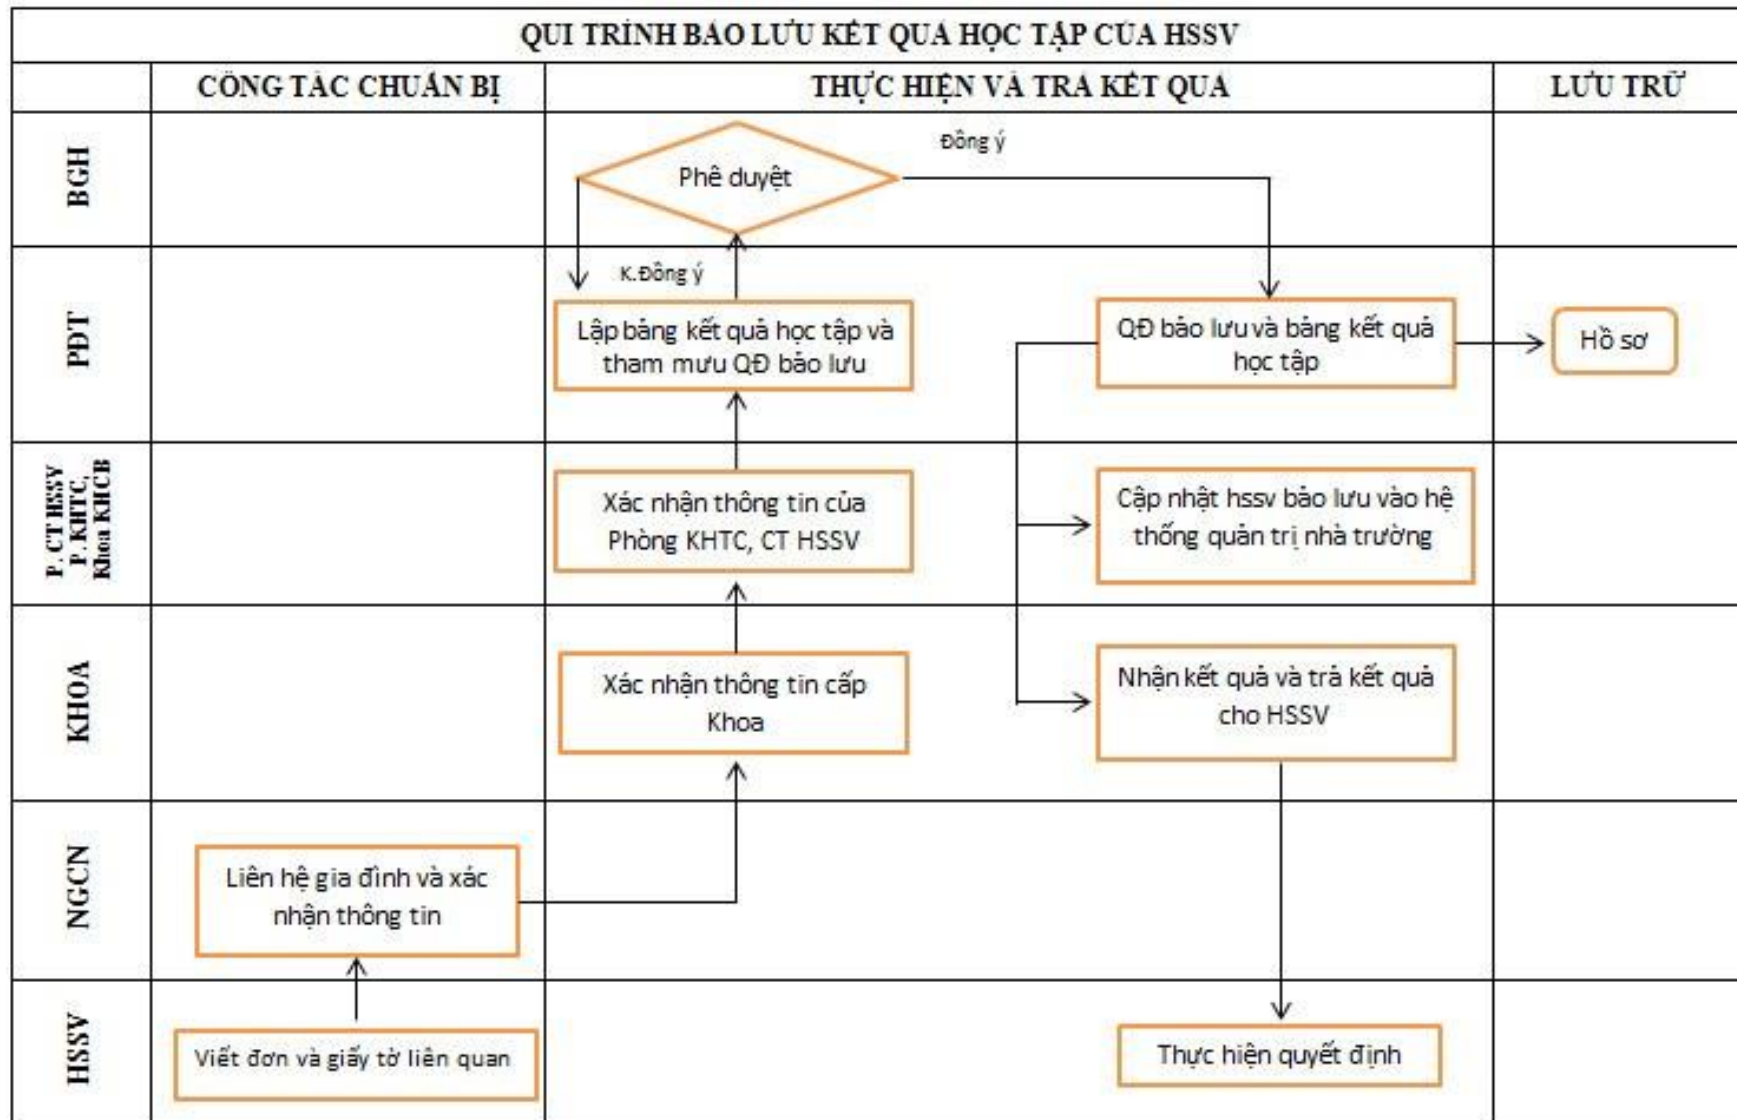 QUI TRÌNH BẢO LƯU KẾT QUẢ HỌC TẬP CỦA HSSV
CÔNG TÁC CHUẨN BỊ
THỰC HIỆN VÀ TRẢ KẾT QUẢ
LƯU TRỮ
BGH
Phê duyệt
Đồng ý
PĐT
K.Đồng ý
Lập bảng kết quả học tập và
tham mưu QĐ bảo lưu
QĐ bảo lưu và bảng kết quả
học tập
Hồ sơ
P. CT HSSV
P. KHTC,
Khoa KHCB
Xác nhận thông tin của
Phòng KHTC, CT HSSV
Cập nhật hssv bảo lưu vào hệ
thống quản trị nhà trường
KHOA
Xác nhận thông tin cấp
Khoa
Nhận kết quả và trả kết quả
cho HSSV
NGCN
Liên hệ gia đình và xác
nhận thông tin
HSSV
Viết đơn và giấy tờ liên quan
Thực hiện quyết định